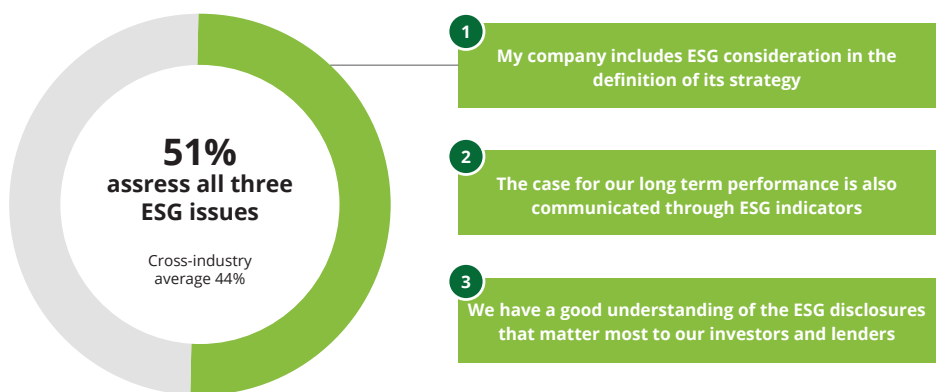 51%
assress all three
ESG issues
Cross-industry
average 44%
1
My company includes ESG consideration in the
definition of its strategy
2
The case for our long term performance is also
communicated through ESG indicators
3
We have a good understanding of the ESG disclosures
that matter most to our investors and lenders